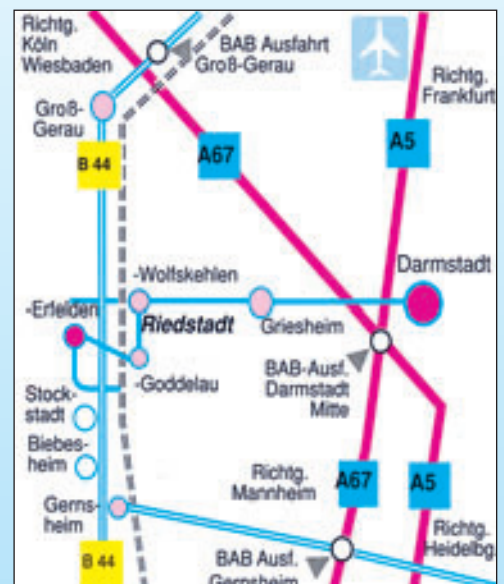 Richtg.
Köln
Wiesbaden
BAB Ausfahrt
Groß-Gerau
Richtg.
Frankfurt
Groß-
Gerau
B 44
A67
A5
-Wolfskehlen
Darmstadt
-Erfelden
Riedstadt
Griesheim
BAB-Ausf.
Darmstadt
Mitte
-Goddelau
Stock-
stadt
Biebes-
heim
Richtg.
Mannheim
A67
A5
Gerns-
heim
Richtg.
Heidelbg.
B 44
BAB Ausf.
Gernsheim